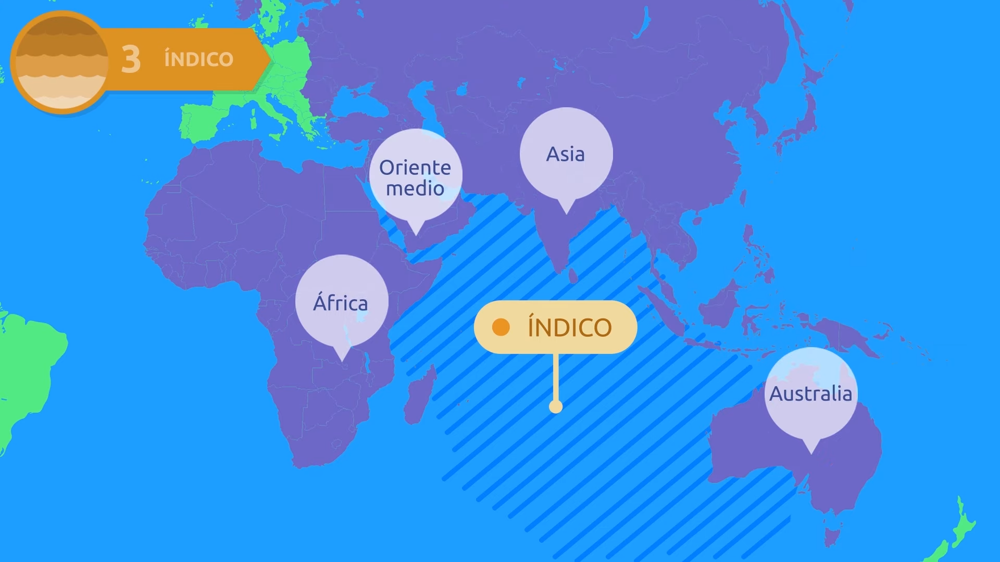 3 ÍNDICO
Oriente
medio
Asia
África
ÍNDICO
Australia